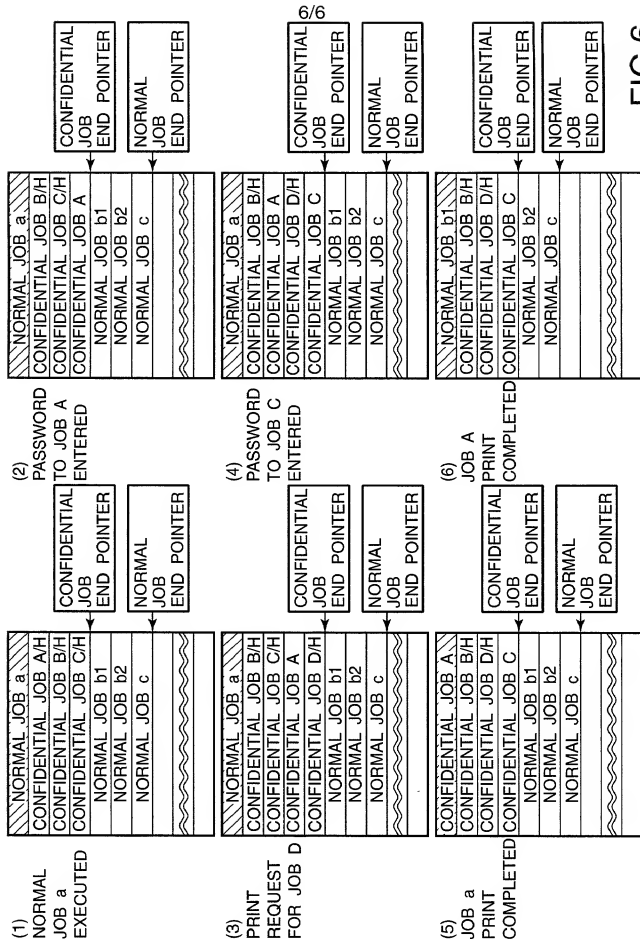 6/6
(1)
NORMAL
JOB a
EXECUTED
NORMAL JOB a
CONFIDENTIAL JOB A/H
CONFIDENTIAL JOB B/H
CONFIDENTIAL JOB C/H
NORMAL JOB b1
NORMAL JOB b2
NORMAL JOB c
CONFIDENTIAL
JOB
END POINTER
NORMAL
JOB
END POINTER
(2)
PASSWORD
TO JOB A
ENTERED
NORMAL JOB a
CONFIDENTIAL JOB B/H
CONFIDENTIAL JOB C/H
CONFIDENTIAL JOB A
NORMAL JOB b1
NORMAL JOB b2
NORMAL JOB c
CONFIDENTIAL
JOB
END POINTER
NORMAL
JOB
END POINTER
(3)
PRINT
REQUEST
FOR JOB D
NORMAL JOB a
CONFIDENTIAL JOB B/H
CONFIDENTIAL JOB C/H
CONFIDENTIAL JOB A
CONFIDENTIAL JOB D/H
NORMAL JOB b1
NORMAL JOB b2
NORMAL JOB c
CONFIDENTIAL
JOB
END POINTER
NORMAL
JOB
END POINTER
(4)
PASSWORD
TO JOB C
ENTERED
NORMAL JOB a
CONFIDENTIAL JOB B/H
CONFIDENTIAL JOB A
CONFIDENTIAL JOB D/H
CONFIDENTIAL JOB C
NORMAL JOB b1
NORMAL JOB b2
NORMAL JOB c
CONFIDENTIAL
JOB
END POINTER
NORMAL
JOB
END POINTER
(5)
JOB a
PRINT
COMPLETED
CONFIDENTIAL JOB A
CONFIDENTIAL JOB B/H
CONFIDENTIAL JOB D/H
CONFIDENTIAL JOB C
NORMAL JOB b1
NORMAL JOB b2
NORMAL JOB c
CONFIDENTIAL
JOB
END POINTER
NORMAL
JOB
END POINTER
(6)
JOB A
PRINT
COMPLETED
NORMAL JOB b1
CONFIDENTIAL JOB B/H
CONFIDENTIAL JOB D/H
CONFIDENTIAL JOB C
NORMAL JOB b2
NORMAL JOB c
CONFIDENTIAL
JOB
END POINTER
NORMAL
JOB
END POINTER